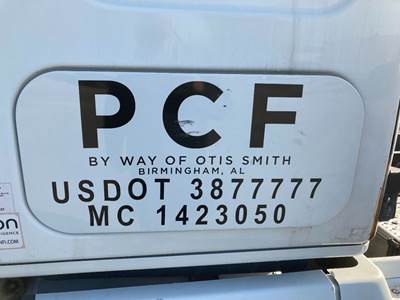 PCF
BY WAY OF OTIS SMITH
BIRMINGHAM, AL
USDOT 3877777
MC 1423050